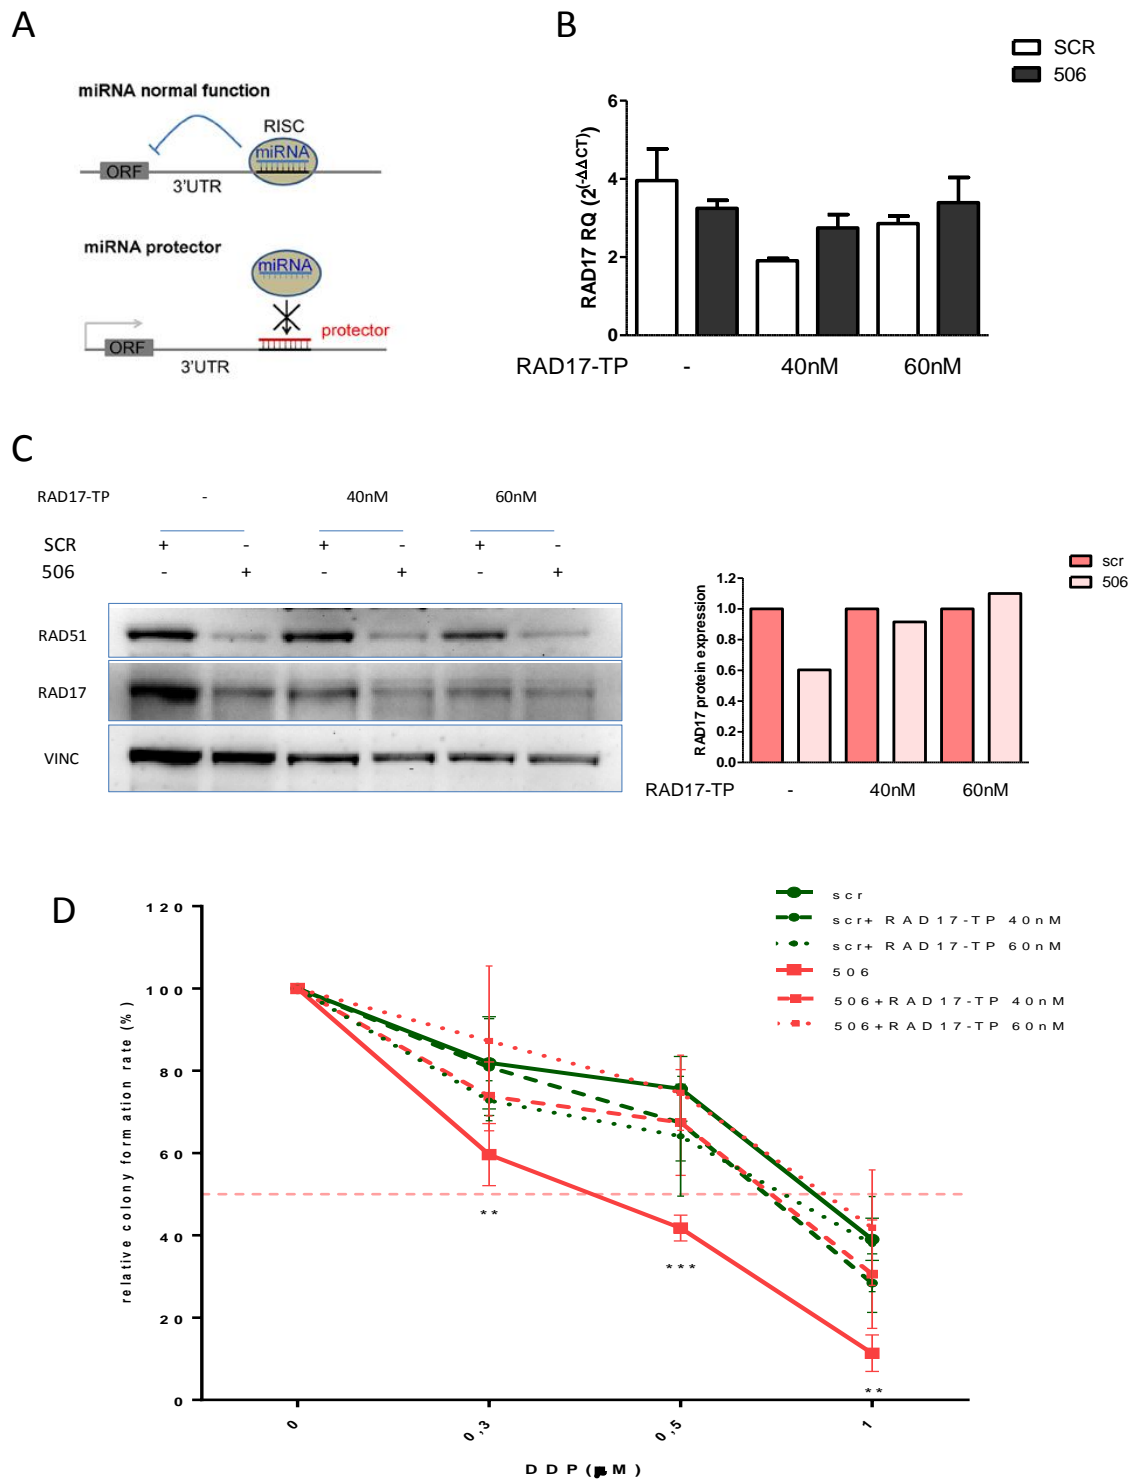 A
miRNA normal function
RISC
miRNA
ORF
3'UTR
miRNA protector
miRNA
protector
ORF
3'UTR
B
SCR
506
RAD17 RQ (2^(-ΔΔCT))
6
4
2
0
RAD17-TP - 40nM 60nM
C
RAD17-TP - 40nM 60nM
SCR + - + - + -
506 - + - + - +
RAD51
RAD17
VINC
scr
506
RAD17 protein expression
1.2
1.0
0.8
0.6
0.4
0.2
0.0
RAD17-TP - 40nM 60nM
D
scr
scr+ RAD17-TP 40nM
scr+ RAD17-TP 60nM
506
506+RAD17-TP 40nM
506+RAD17-TP 60nM
relative colony formation rate (%)
120
100
80
60
40
20
0
**
***
**
0 0,3 0,5 1
DDP(μM)